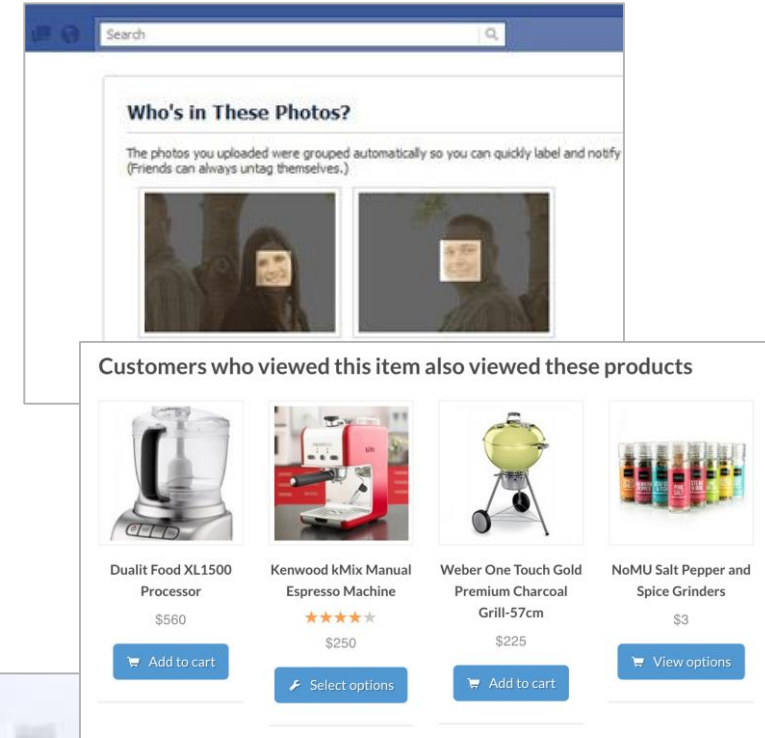 Search
Who's in These Photos?
The photos you uploaded were grouped automatically so you can quickly label and notify
(Friends can always untag themselves.)
Customers who viewed this item also viewed these products
Dualit Food XL1500
Processor
$560
Add to cart
Kenwood kMix Manual
Espresso Machine
$250
Select options
Weber One Touch Gold
Premium Charcoal
Grill-57cm
$225
Add to cart
NoMU Salt Pepper and
Spice Grinders
$3
View options